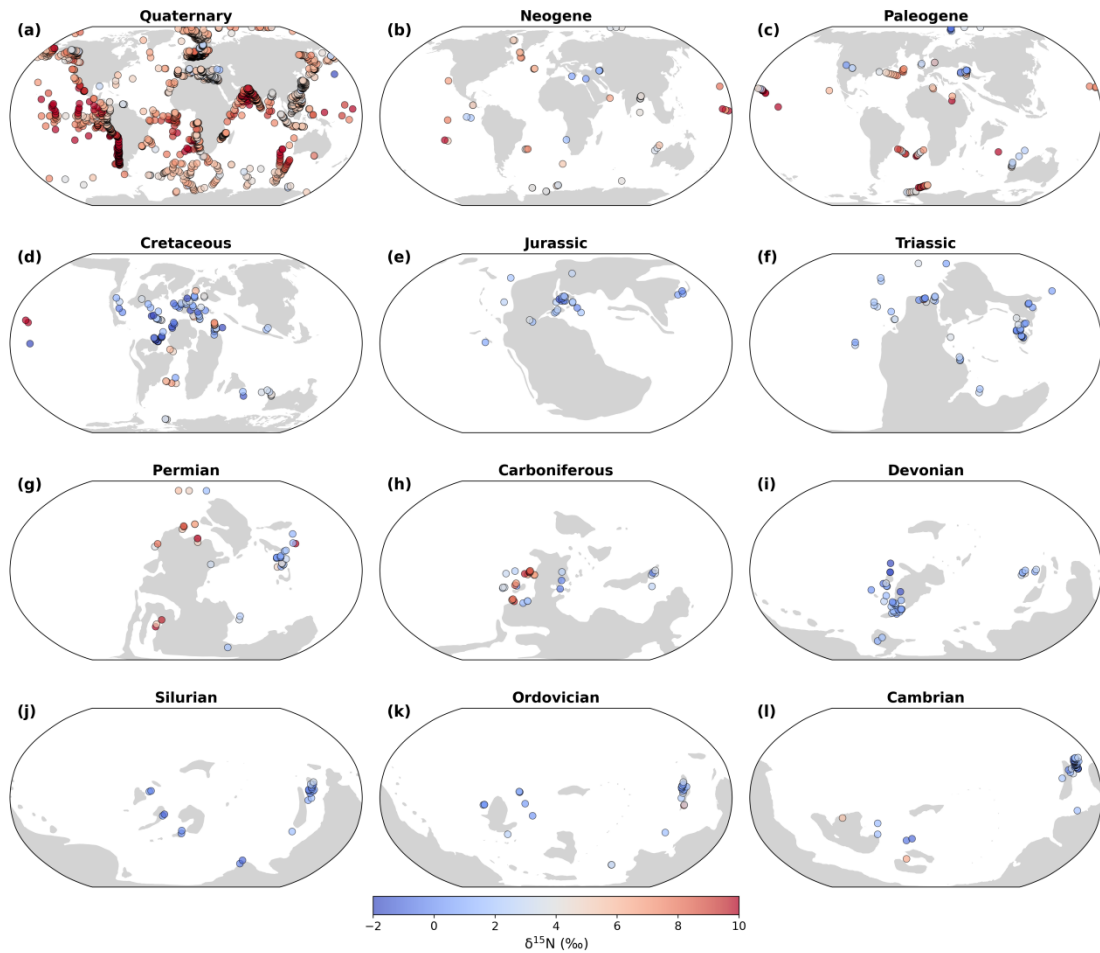 (a) Quaternary
(b) Neogene
(c) Paleogene
(d) Cretaceous
(e) Jurassic
(f) Triassic
(g) Permian
(h) Carboniferous
(i) Devonian
(j) Silurian
(k) Ordovician
(l) Cambrian
−2 0 2 4 6 8 10
δ¹⁵N (‰)